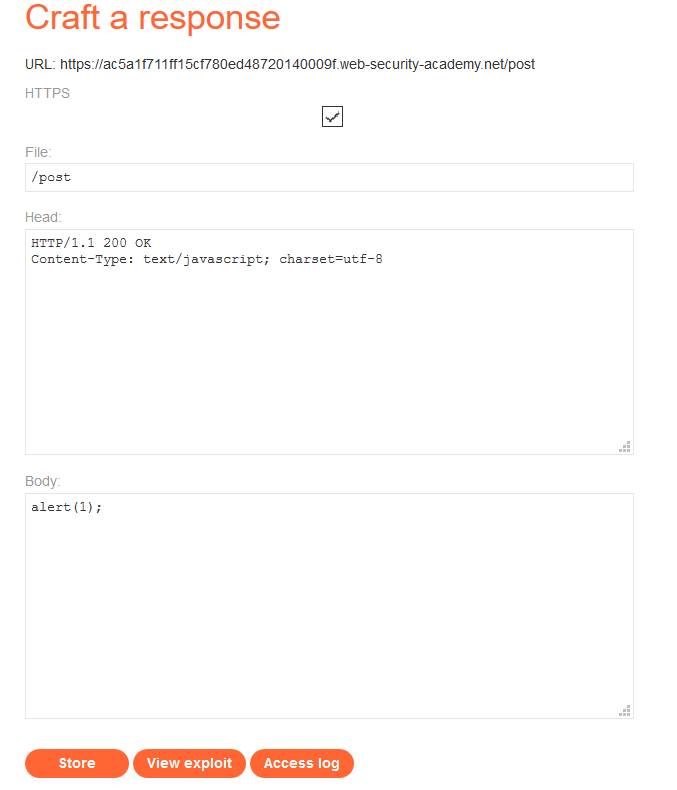 Craft a response
URL: https://ac5a1f711ff15cf780ed48720140009f.web-security-academy.net/post
HTTPS
File:
/post
Head:
HTTP/1.1 200 OK
Content-Type: text/javascript; charset=utf-8
Body:
alert(1);
Store View exploit Access log